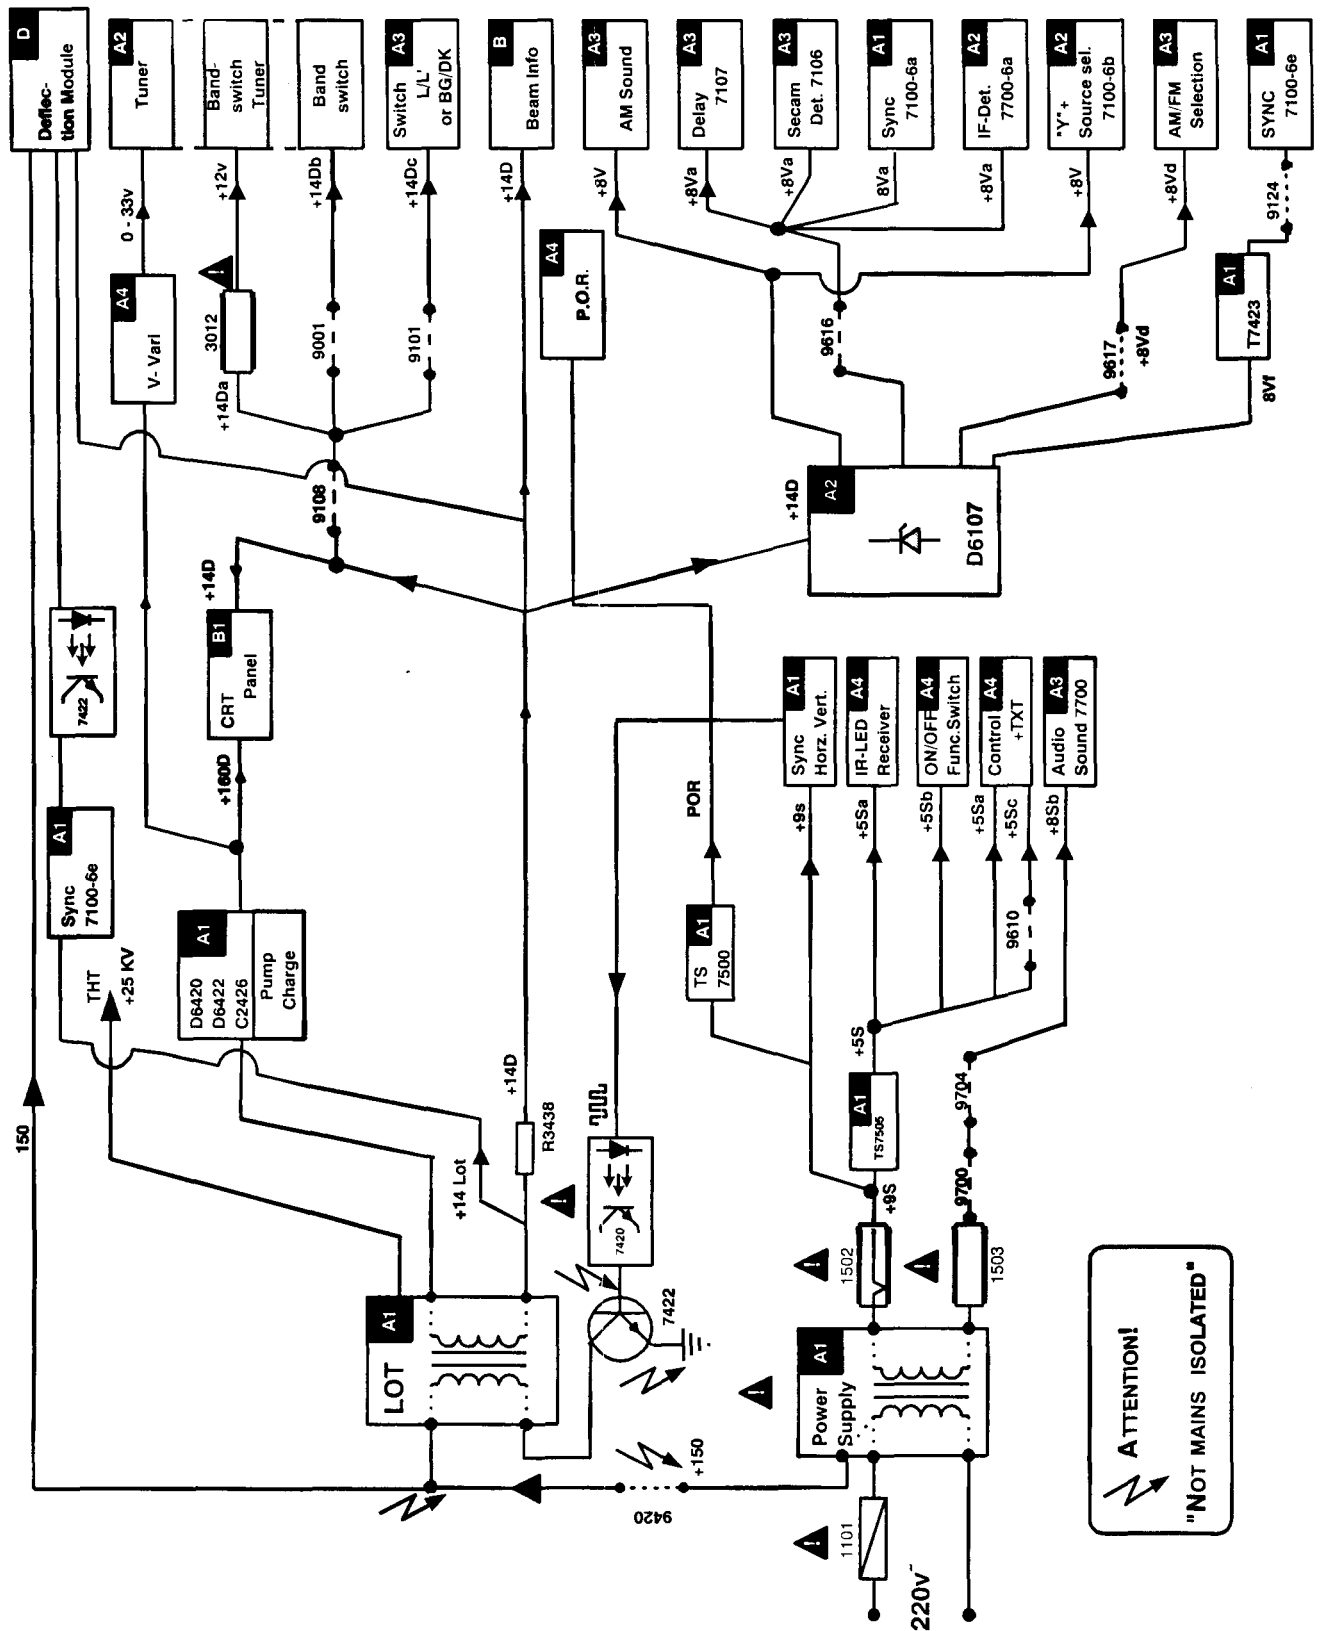 D
Deflec-
tion Module
A2
Tuner
Band-
switch
Tuner
Band
switch
A3
Switch
L/L'
or BG/DK
B
Beam Info
A3
AM Sound
A3
Delay
7107
A3
Secam
Det. 7106
A1
Sync
7100-6a
A2
IF-Det.
7700-6a
A2
"Y"+
Source sel.
7100-6b
A3
AM/FM
Selection
A1
SYNC
7100-6e
0 - 33v
+12v
+14Db
+14Dc
+14D
+8V
+8Va
+8Va
8Va
+8Va
+8V
+8Vd
9124
A4
V- Vari
3012
+14Da
9001
9101
A4
P.O.R.
9616
9617
+8Vd
A1
T7423
8Vf
9108
+14D
A2
D6107
7422
B1
CRT
Panel
+14D
+160D
A1
Sync
7100-6e
THT
+25 KV
A1
D6420
D6422
C2426
Pump
Charge
POR
A1
TS
7500
A1
Sync
Horz. Vert.
A4
IR-LED
Receiver
A4
ON/OFF
Func.Switch
A4
Control
+TXT
A3
Audio
Sound 7700
+9s
+5Sa
+5Sb
+5Sa
+5Sc
+8Sb
9610
150
+14D
R3438
+14 Lot
7420
7422
+5S
A1
TS7505
9704
9700
+9S
1502
1503
A1
LOT
A1
Power
Supply
+150
9420
1101
220v~
ATTENTION!
"NOT MAINS ISOLATED"